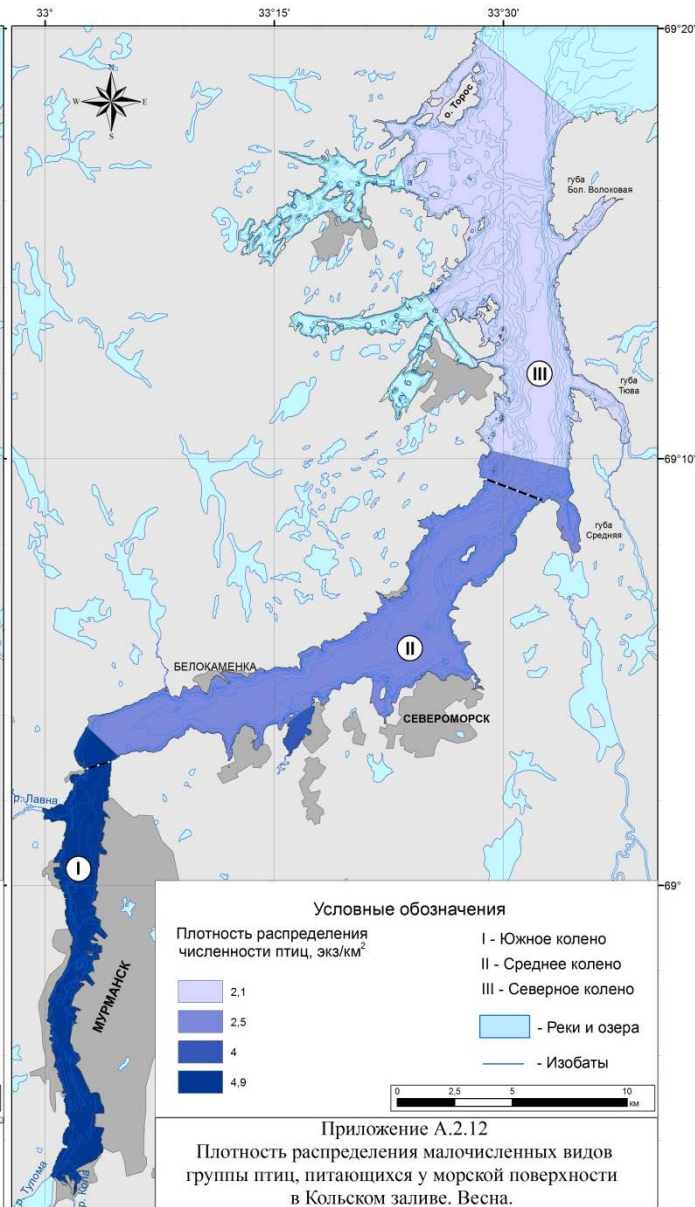 33°
33°15'
33°30'
69°20'
N
W
E
S
о. Торос
губа
Бол. Волоковая
III
губа
Тюва
69°10'
губа
Средняя
II
БЕЛОКАМЕНКА
СЕВЕРОМОРСК
р. Лавна
I
69°
МУРМАНСК
р. Тулома
р. Кола
Условные обозначения
Плотность распределения
численности птиц, экз/км²
2,1
2,5
4
4,9
I - Южное колено
II - Среднее колено
III - Северное колено
- Реки и озера
- Изобаты
0 2,5 5 10
км
Приложение А.2.12
Плотность распределения малочисленных видов
группы птиц, питающихся у морской поверхности
в Кольском заливе. Весна.